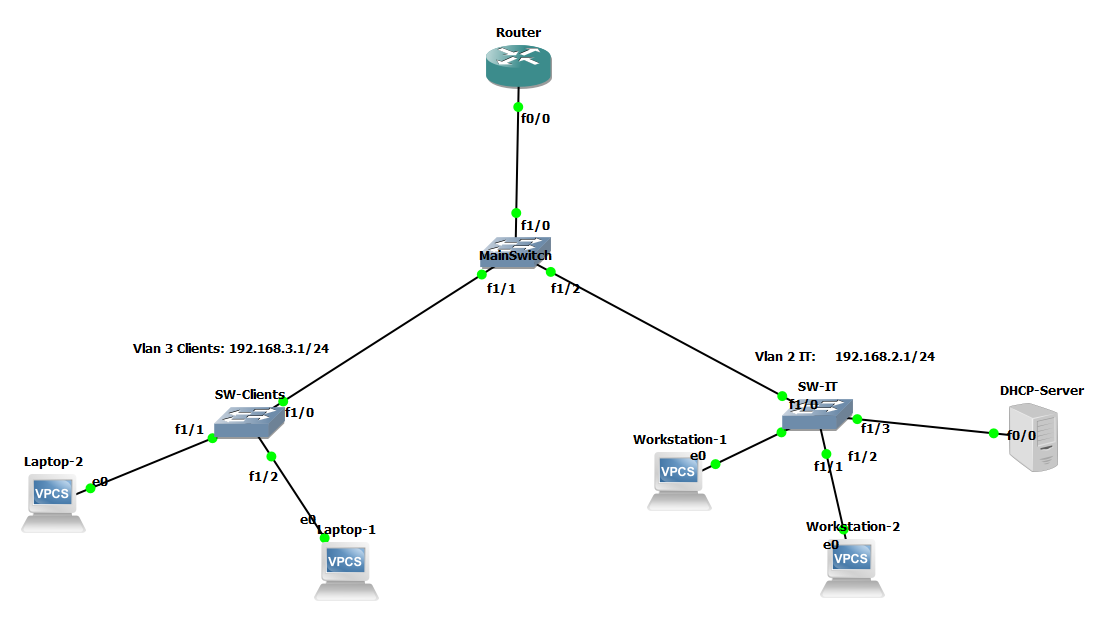 Router
f0/0
f1/0
MainSwitch
f1/1
f1/2
Vlan 3 Clients: 192.168.3.1/24
Vlan 2 IT: 192.168.2.1/24
SW-Clients
f1/0
f1/1
f1/2
Laptop-2
e0
VPCS
e0
Laptop-1
VPCS
SW-IT
f1/0
DHCP-Server
f1/3
f0/0
Workstation-1
e0
VPCS
f1/2
f1/1
Workstation-2
e0
VPCS